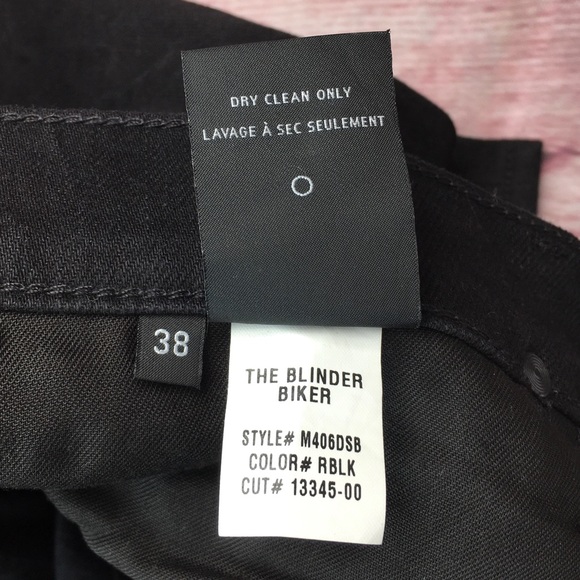 DRY CLEAN ONLY
LAVAGE À SEC SEULEMENT
38
THE BLINDER
BIKER
STYLE# M406DSB
COLOR# RBLK
CUT# 13345-00